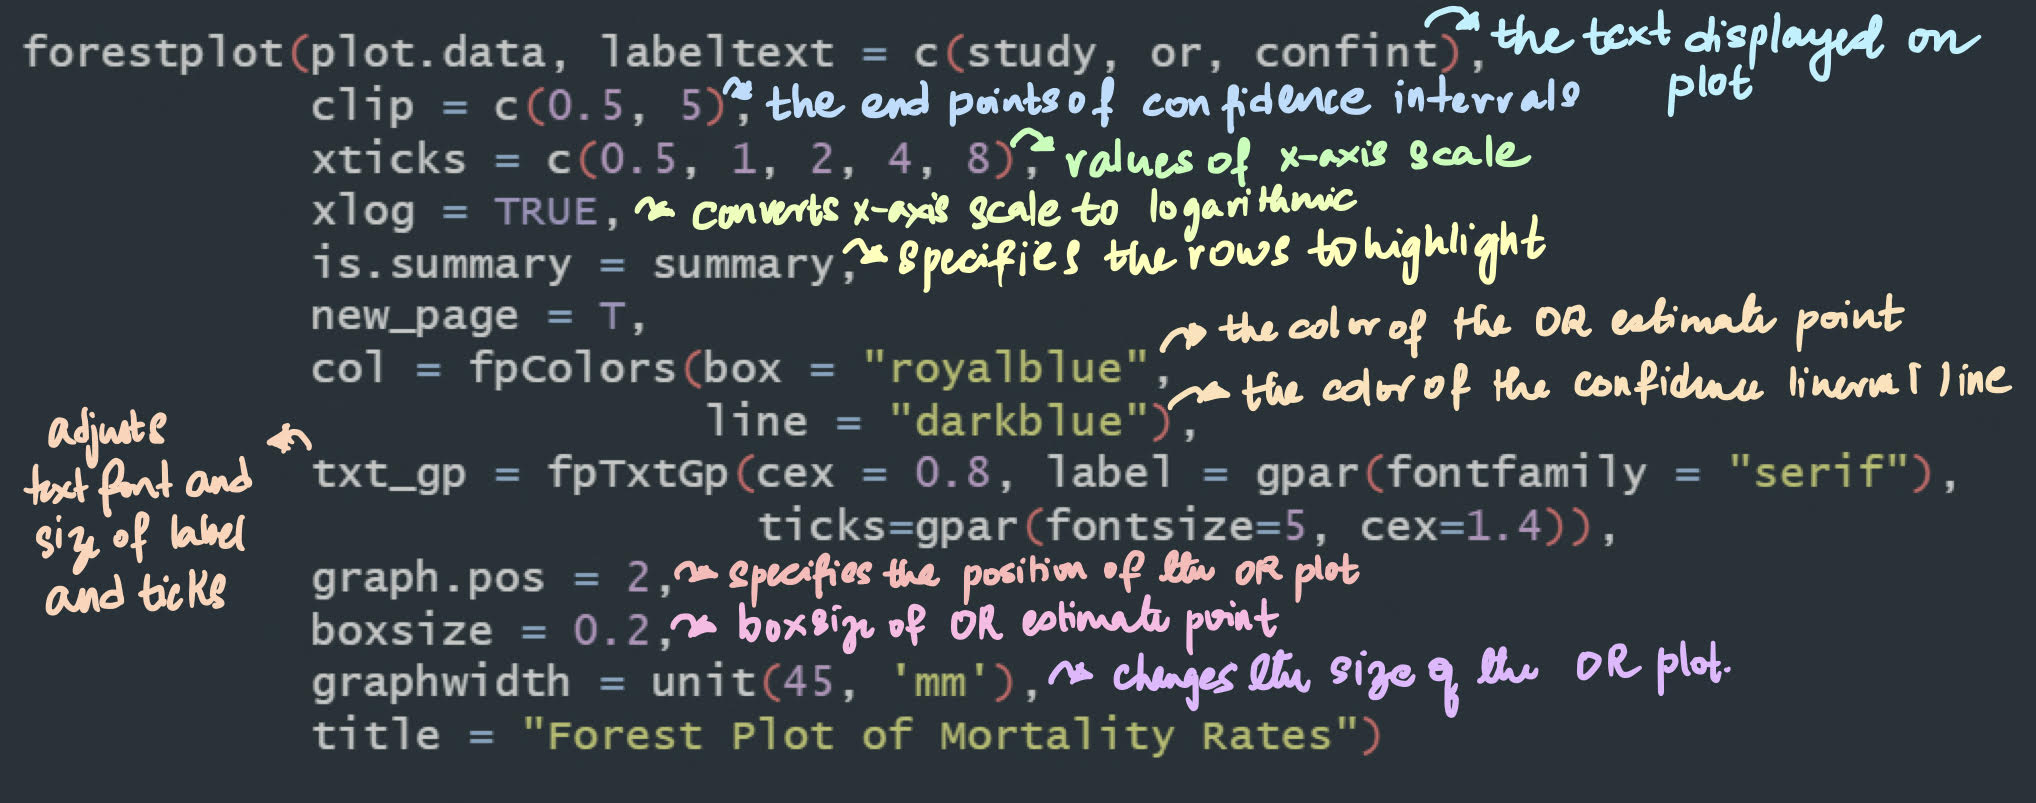 forestplot(plot.data, labeltext = c(study, or, confint), the text displayed on
plot
clip = c(0.5, 5), the end points of confidence intervals
xticks = c(0.5, 1, 2, 4, 8), values of x-axis scale
xlog = TRUE, converts x-axis scale to logarithmic
is.summary = summary, specifies the rows to highlight
new_page = T,
the color of the OR estimate point
col = fpColors(box = "royalblue",
the color of the confidence line
line = "darkblue"),
adjusts
text font and
size of label
and ticks
txt_gp = fpTxtGp(cex = 0.8, label = gpar(fontfamily = "serif"),
ticks=gpar(fontsize=5, cex=1.4)),
graph.pos = 2, specifies the position of the OR plot
boxsize = 0.2, boxsize of OR estimate point
graphwidth = unit(45, 'mm'), changes the size of the OR plot.
title = "Forest Plot of Mortality Rates")